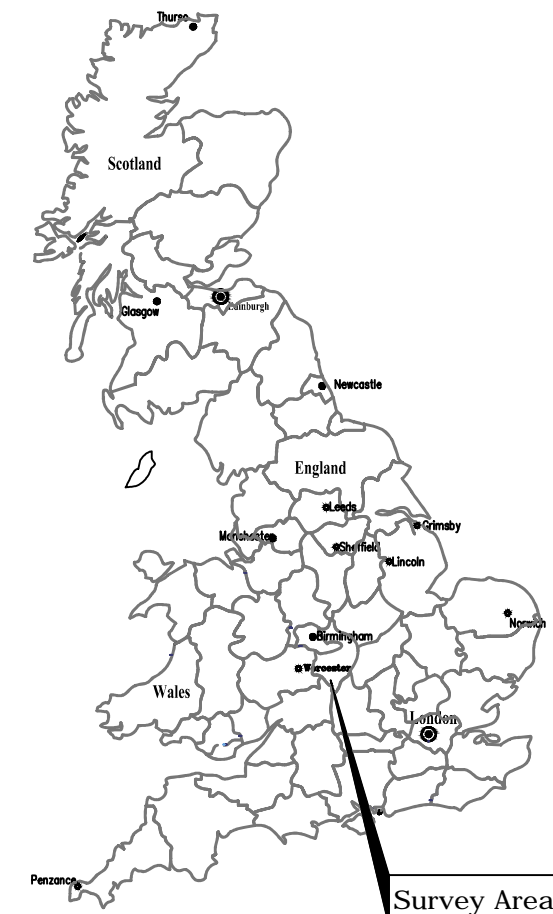 Thurso
Scotland
Glasgow
Edinburgh
Newcastle
England
Leeds
Grimsby
Manchester
Sheffield
Lincoln
Norwich
Birmingham
Worcester
Wales
London
Penzance
Survey Area